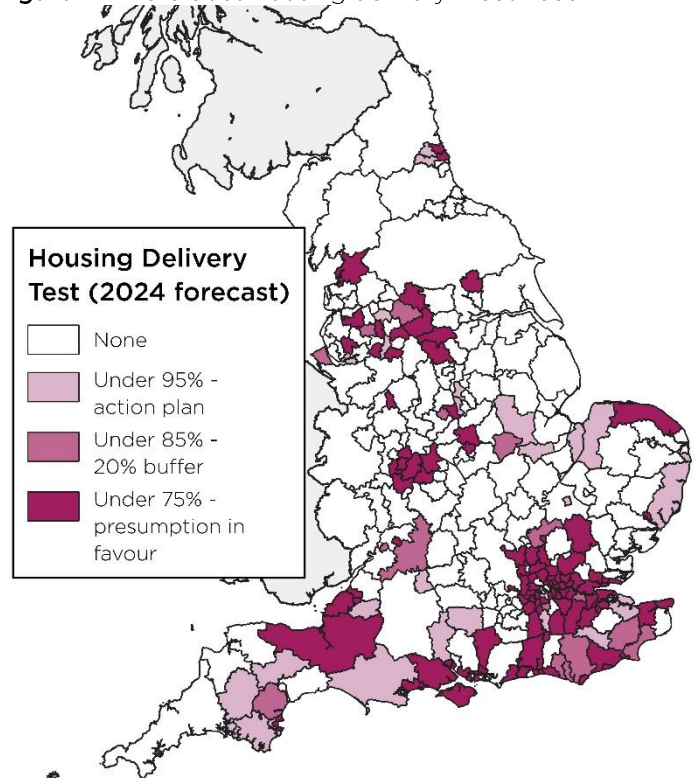 Housing Delivery
Test (2024 forecast)
None
Under 95% -
action plan
Under 85% -
20% buffer
Under 75% -
presumption in
favour